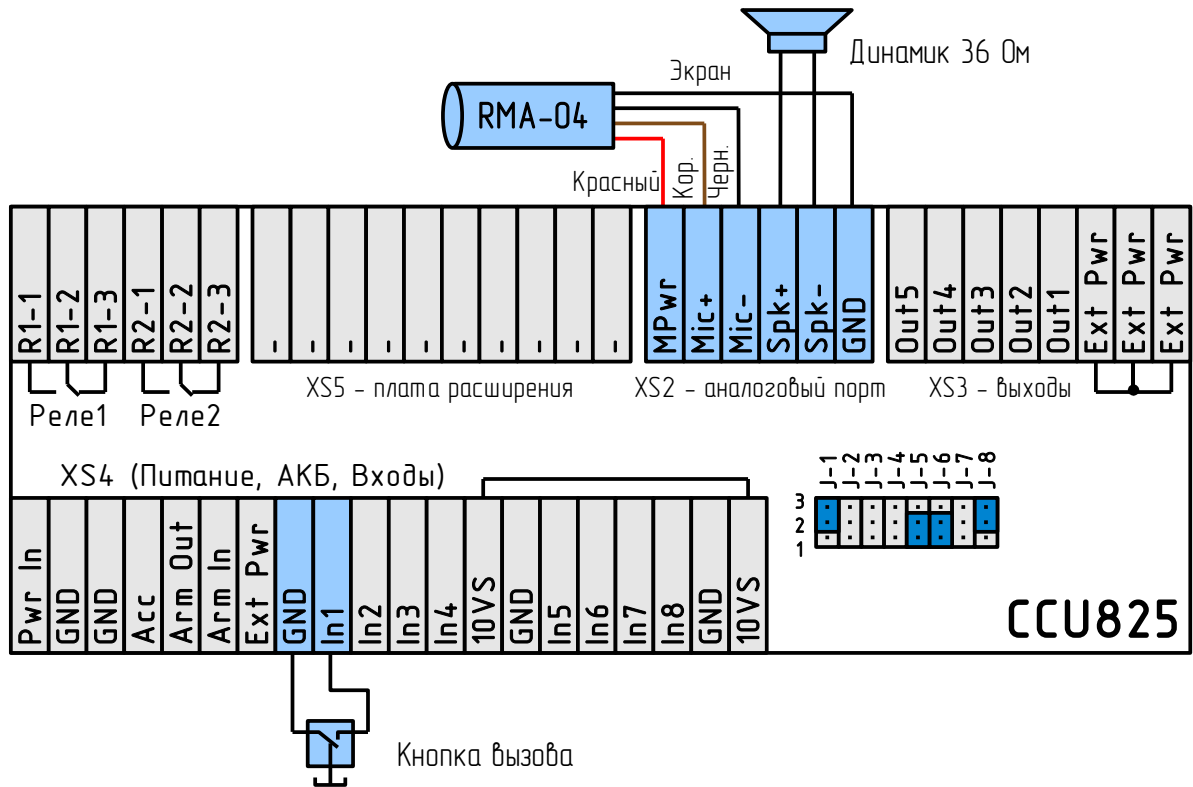 Динамик 36 Ом
Экран
RMA-04
Красный
Кор.
Черн.
R1-1
R1-2
R1-3
R2-1
R2-2
R2-3
-
-
-
-
-
-
-
-
-
-
MPwr
Mic+
Mic-
Spk+
Spk-
GND
Out5
Out4
Out3
Out2
Out1
Ext Pwr
Ext Pwr
Ext Pwr
Реле1
Реле2
XS5 - плата расширения
XS2 - аналоговый порт
XS3 - выходы
XS4 (Питание, АКБ, Входы)
J-1
J-2
J-3
J-4
J-5
J-6
J-7
J-8
3
2
1
Pwr In
GND
GND
Acc
Arm Out
Arm In
Ext Pwr
GND
In1
In2
In3
In4
10VS
GND
In5
In6
In7
In8
GND
10VS
CCU825
Кнопка вызова